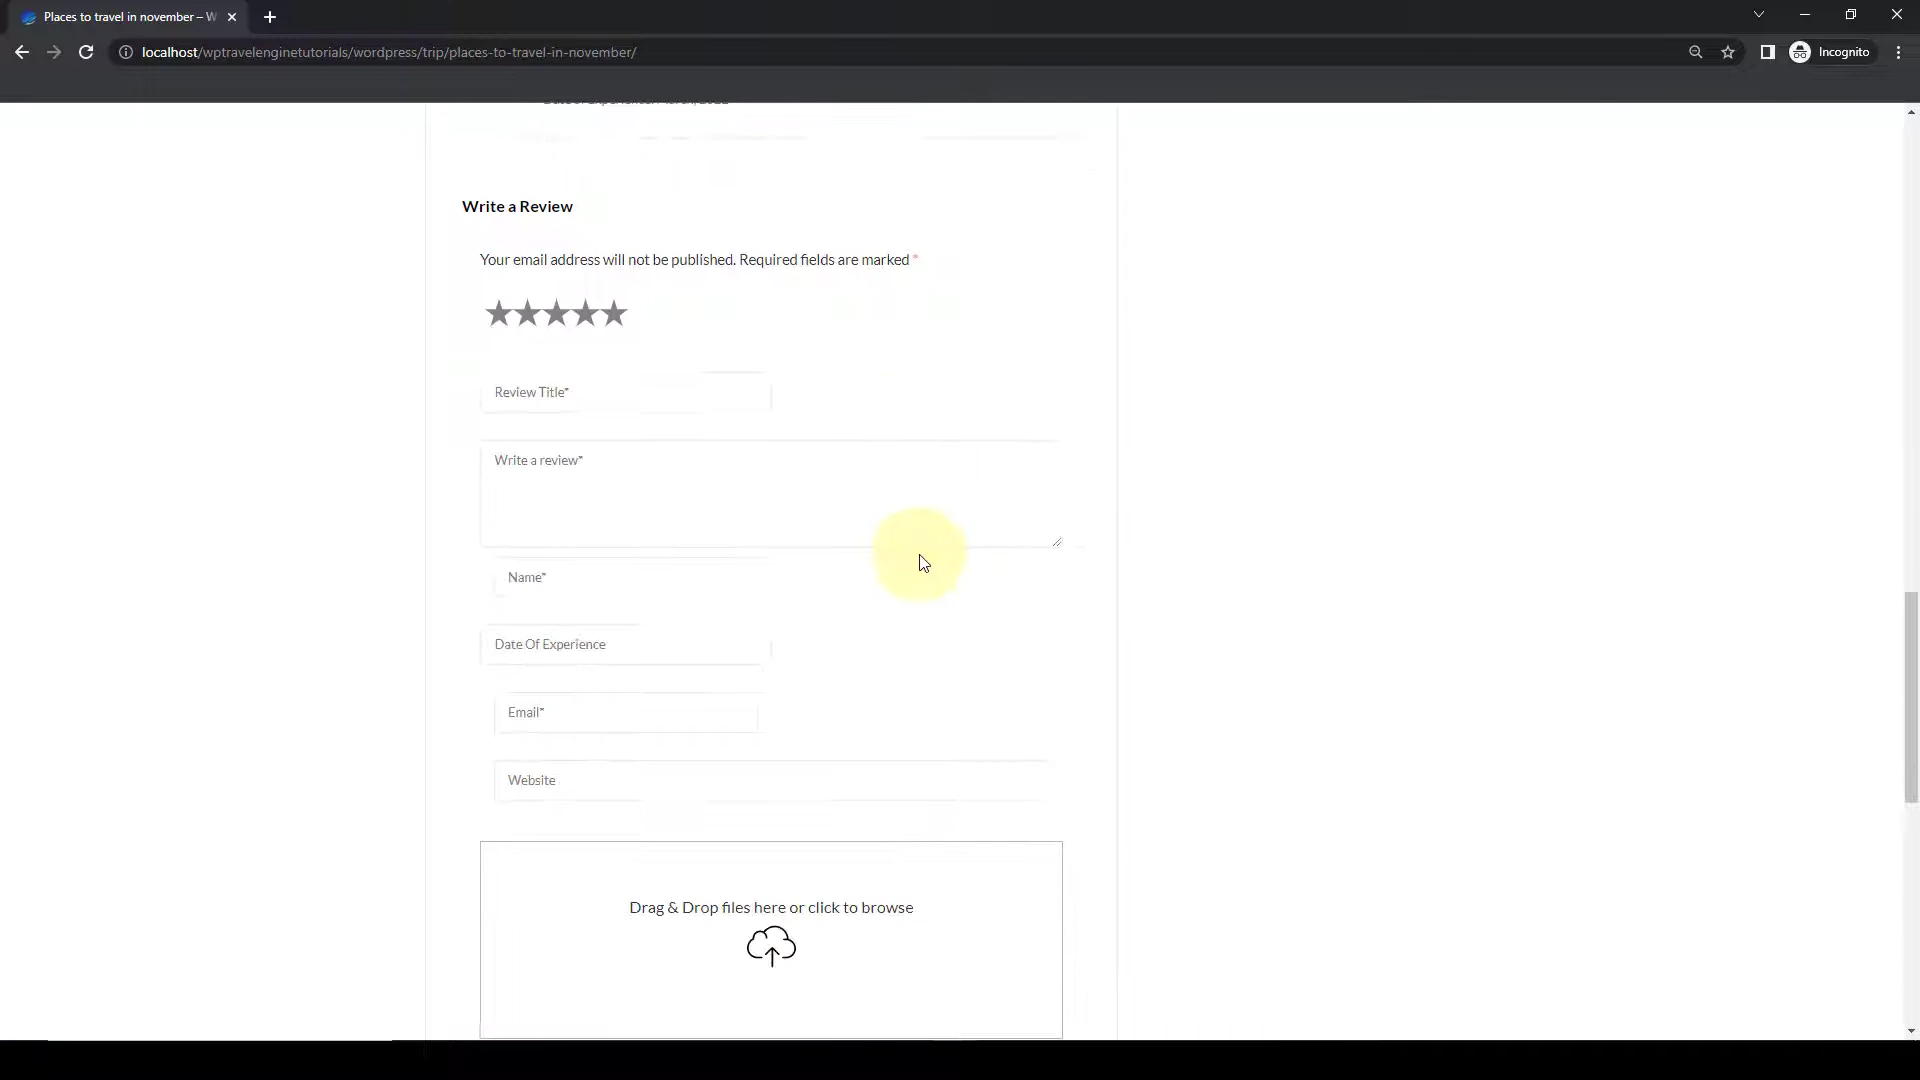 Places to travel in november – W
localhost/wptravelenginetutorials/wordpress/trip/places-to-travel-in-november/
Incognito
Write a Review
Your email address will not be published. Required fields are marked *
Review Title*
Write a review*
Name*
Date Of Experience
Email*
Website
Drag & Drop files here or click to browse